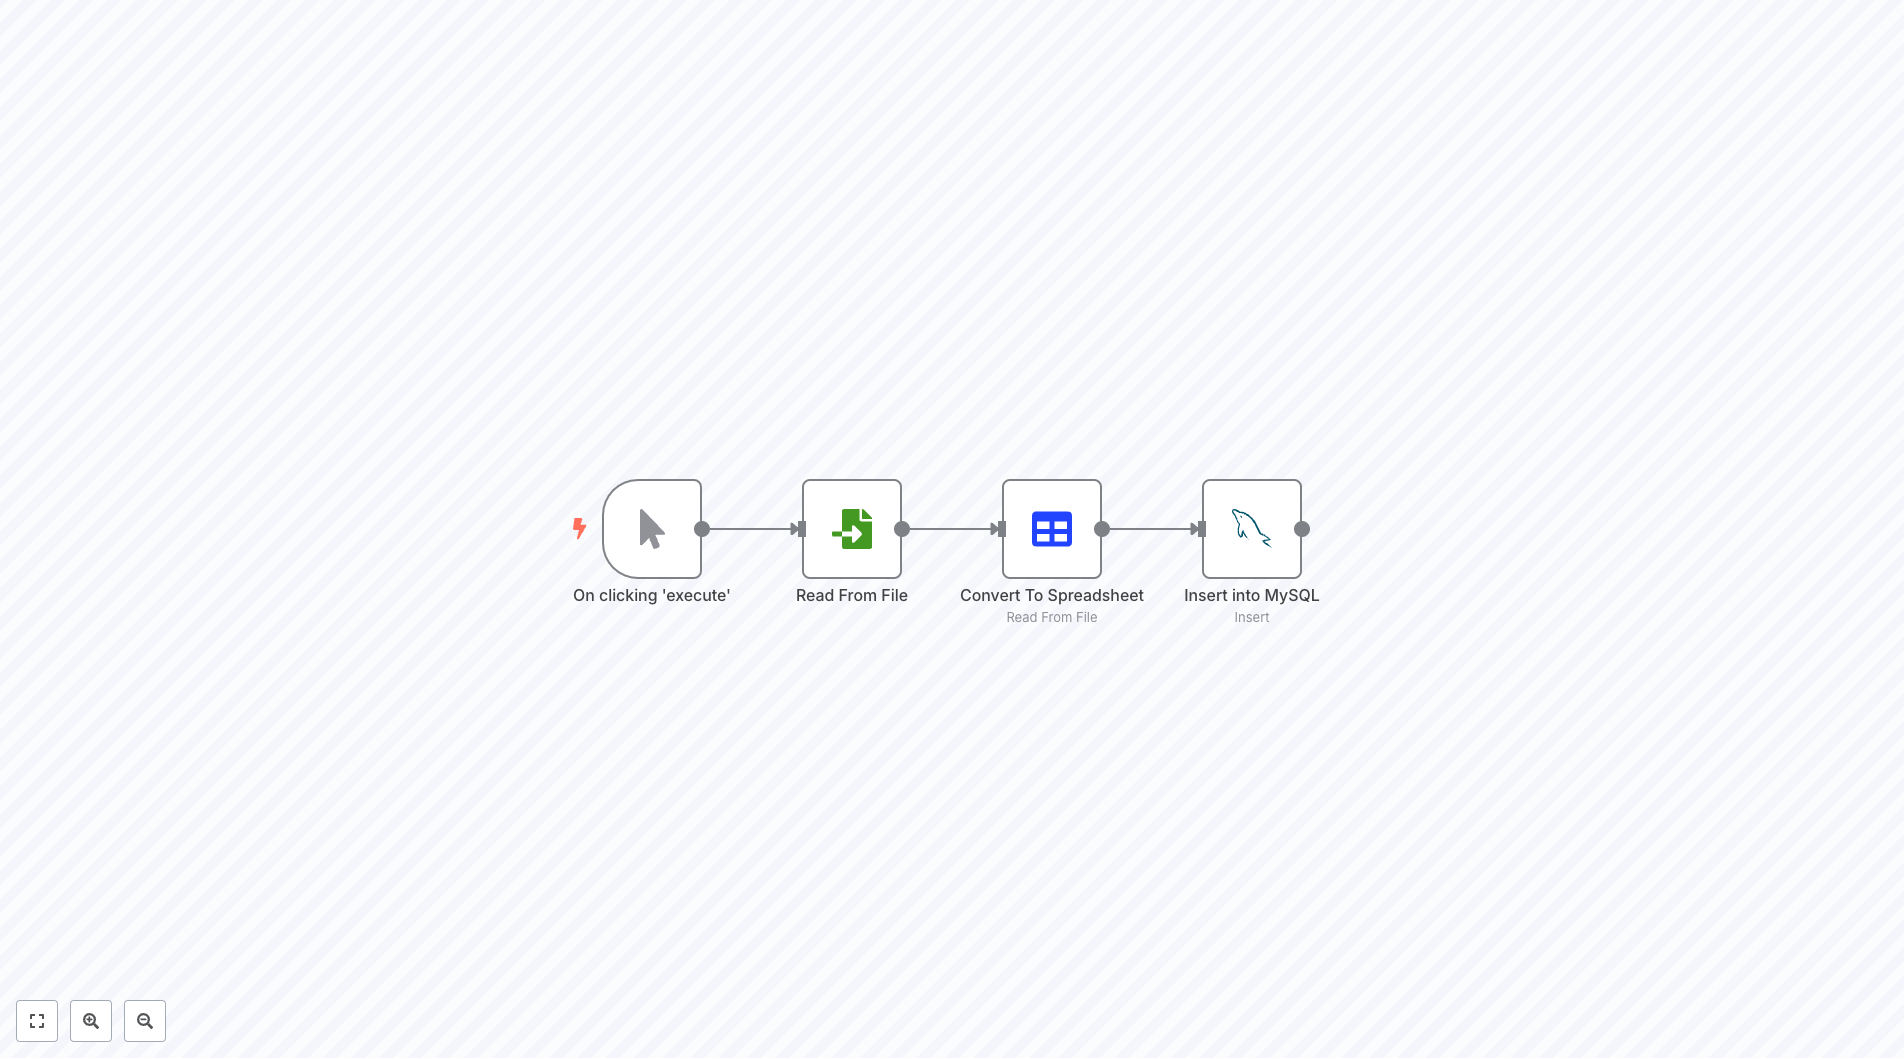 On clicking 'execute'
Read From File
Convert To Spreadsheet
Read From File
Insert into MySQL
Insert